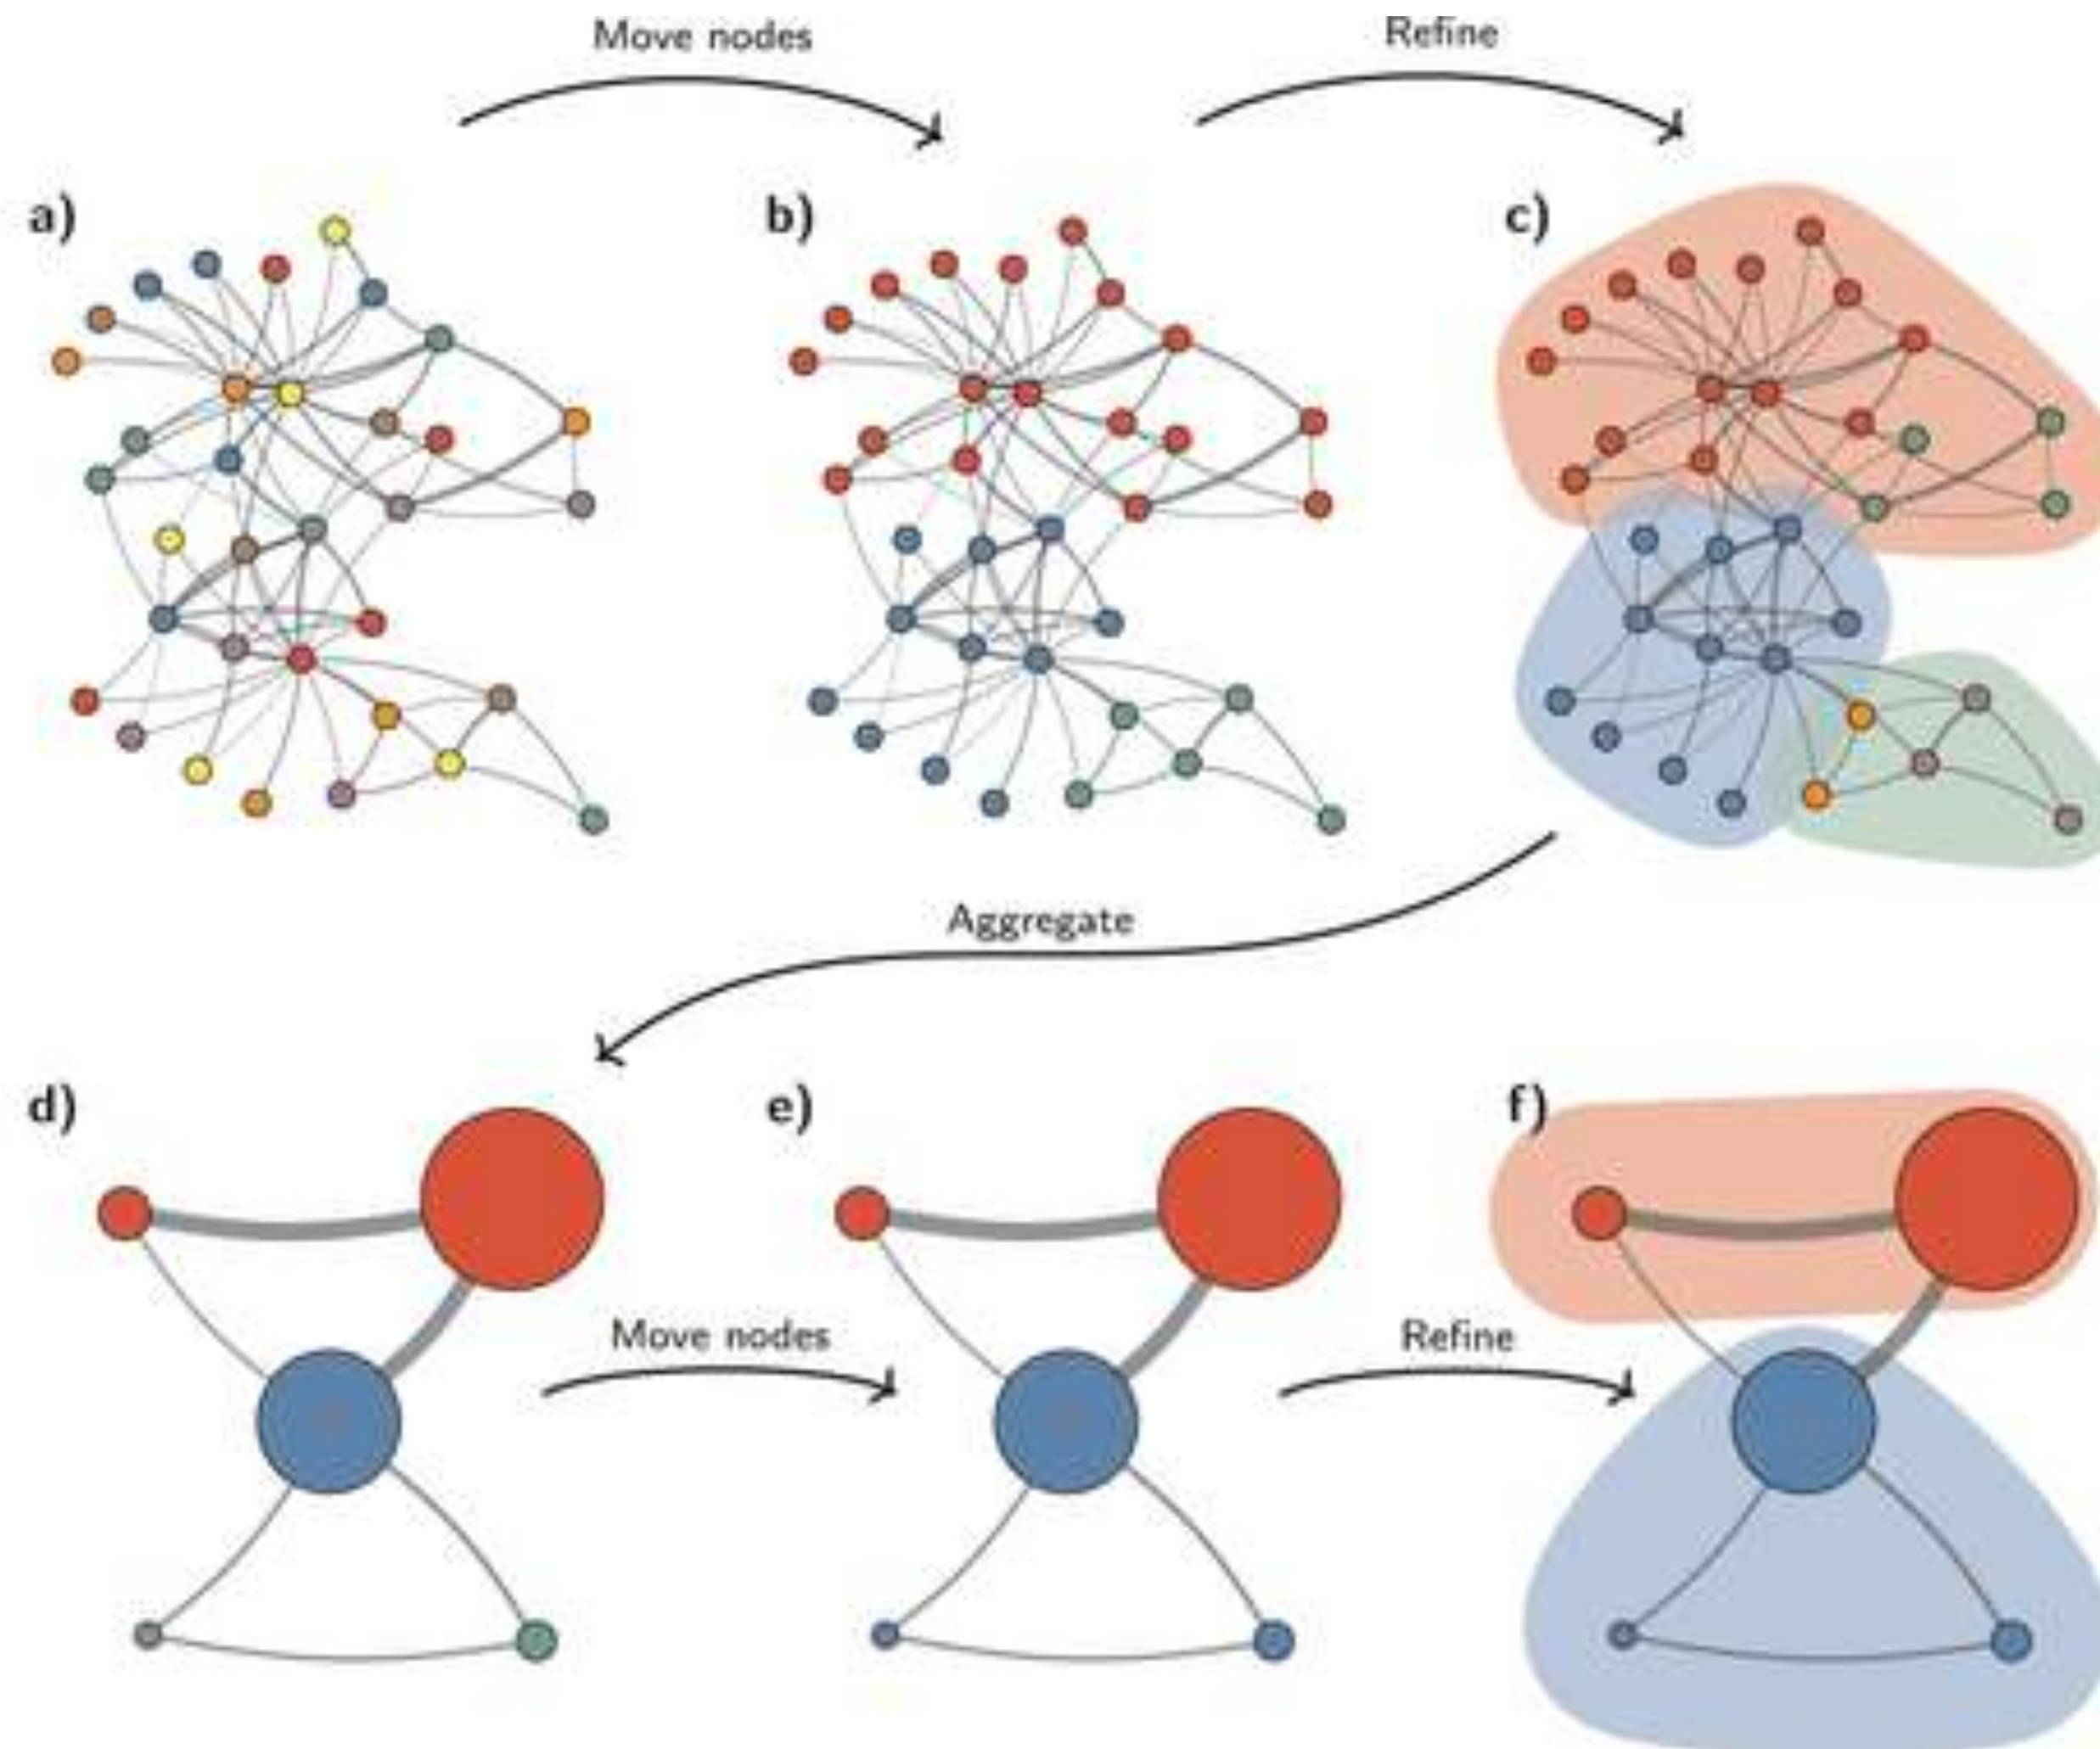 Move nodes
Refine
a)
b)
c)
Aggregate
d)
e)
f)
Move nodes
Refine